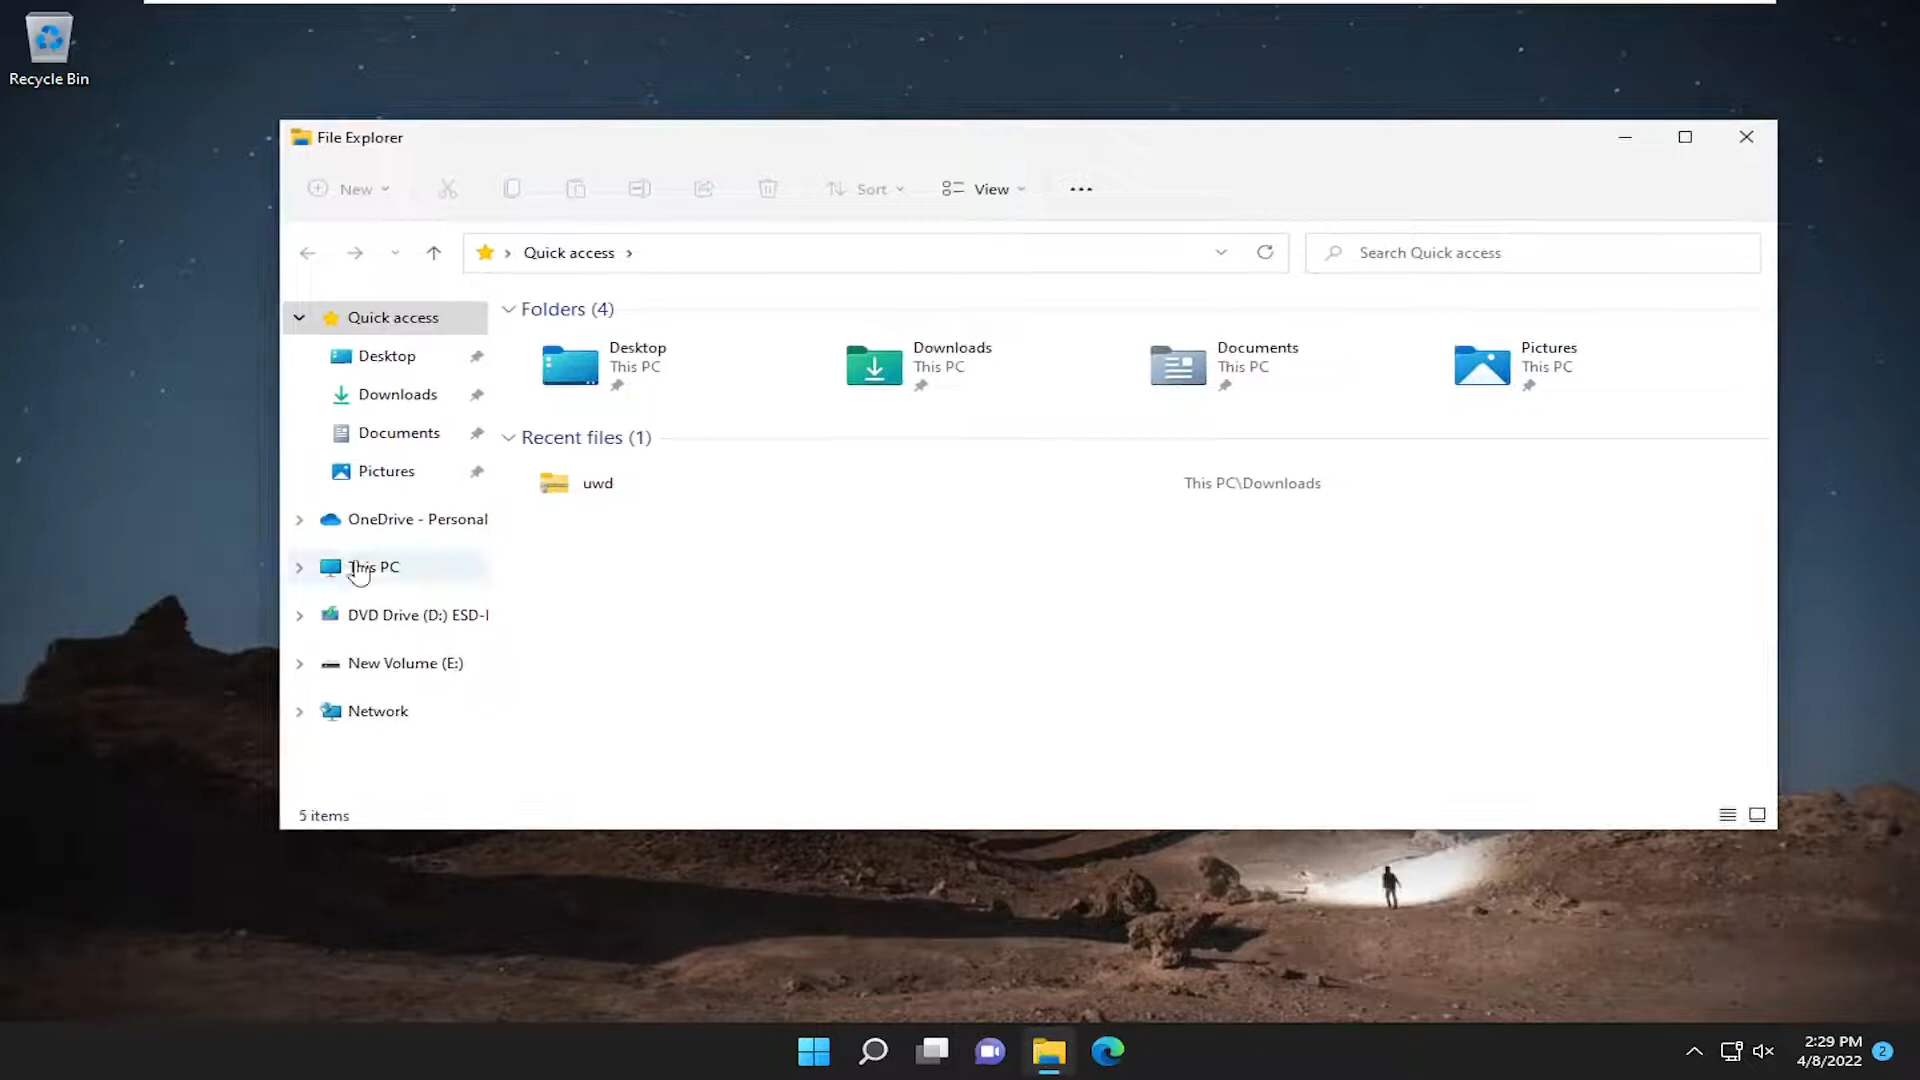 Recycle Bin
File Explorer
New
Sort
View
Quick access
Search Quick access
Quick access
Desktop
Downloads
Documents
Pictures
OneDrive - Personal
This PC
DVD Drive (D:) ESD-I
New Volume (E:)
Network
Folders (4)
Desktop
This PC
Downloads
This PC
Documents
This PC
Pictures
This PC
Recent files (1)
uwd
This PC\Downloads
5 items
2:29 PM
4/8/2022
2